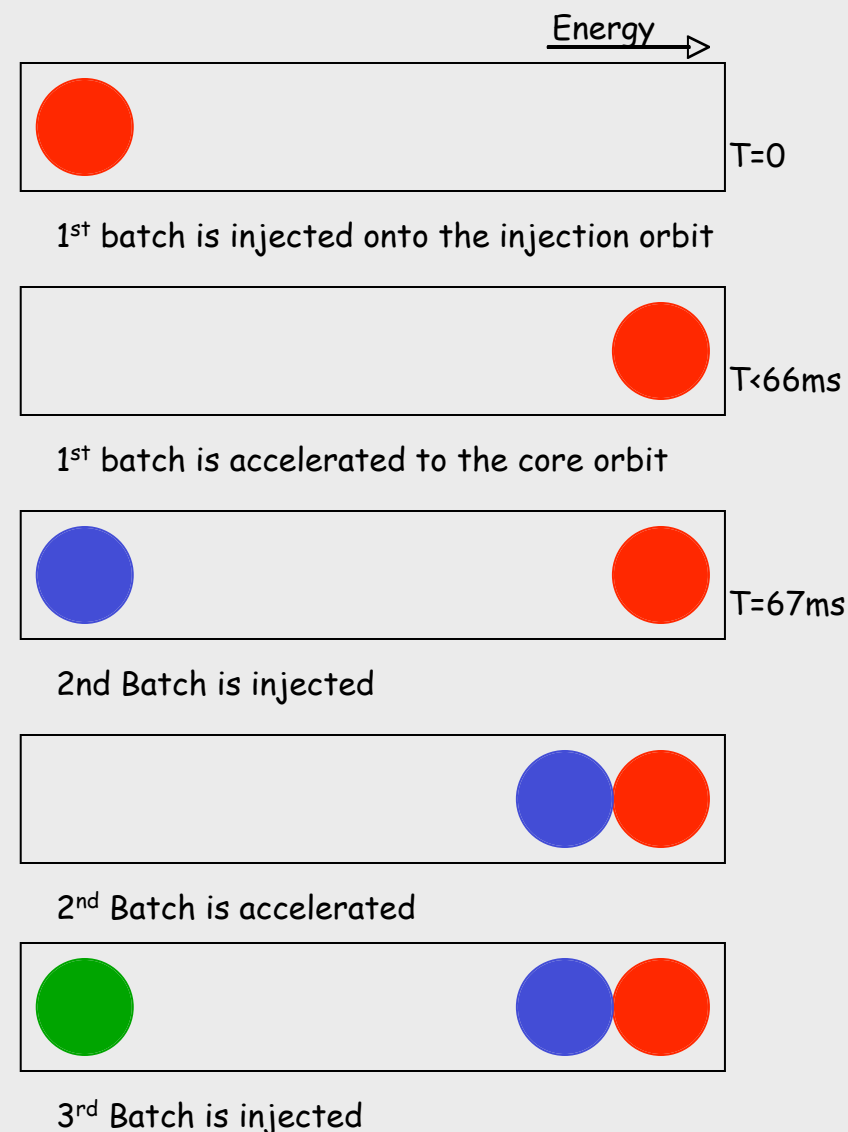 Energy
T=0
1st batch is injected onto the injection orbit
T<66ms
1st batch is accelerated to the core orbit
T=67ms
2nd Batch is injected
2nd Batch is accelerated
3rd Batch is injected